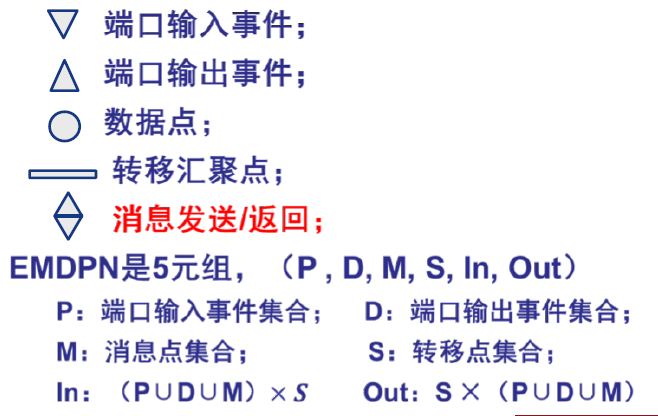 端口输入事件；
端口输出事件；
数据点；
转移汇聚点；
消息发送/返回；
EMDPN是5元组，（P , D, M, S, In, Out）
P：端口输入事件集合； D：端口输出事件集合；
M：消息点集合； S：转移点集合；
In：（P∪D∪M）×S Out：S×（P∪D∪M）